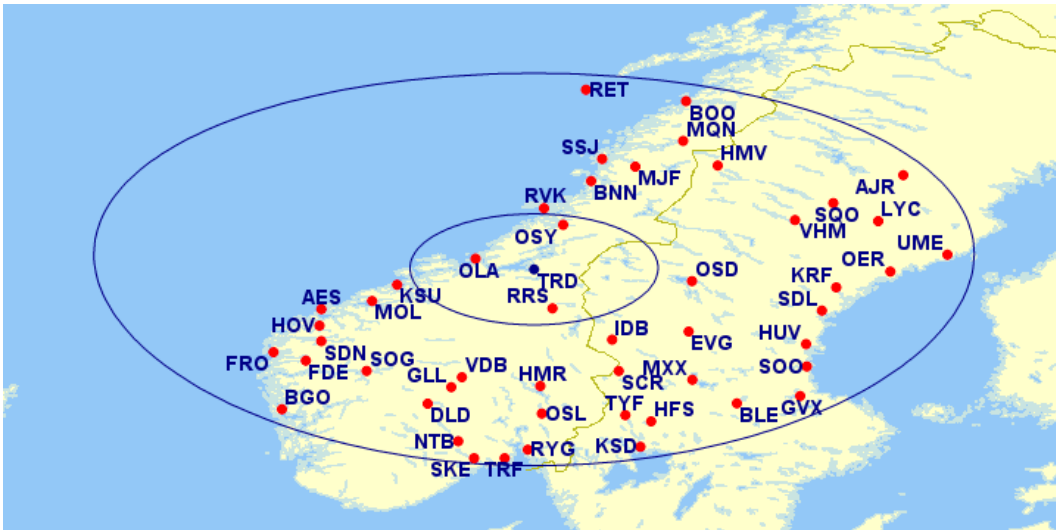 RET
BOO
MQN
SSJ
HMV
MJF
AJR
BNN
RVK
SQO
LYC
VHM
OSY
UME
OER
OLA
TRD
OSD
KRF
KSU
RRS
AES
MOL
SDL
HOV
IDB
HUV
EVG
SDN
FRO
SOG
VDB
MXX
SOO
FDE
GLL
HMR
SCR
BGO
TYF
GVX
DLD
OSL
HFS
BLE
NTB
KSD
RYG
SKE
TRF